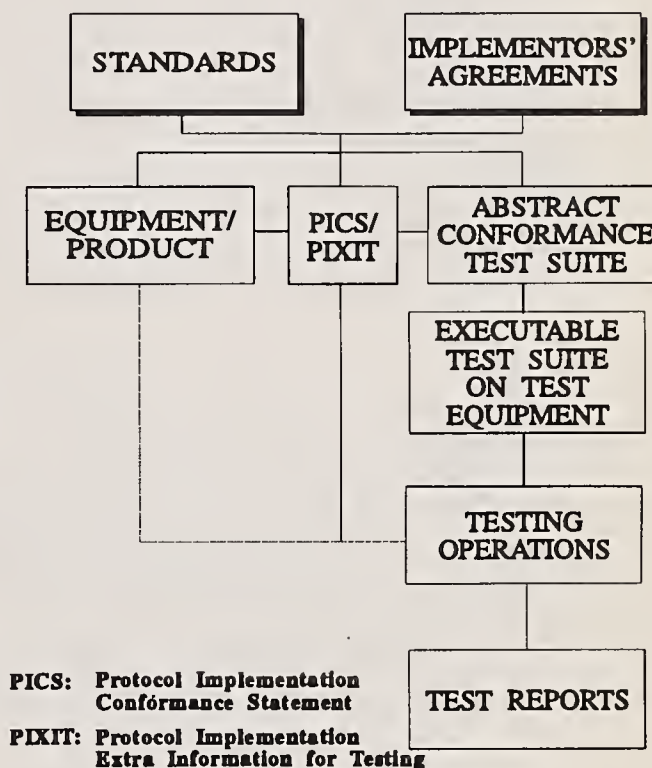 STANDARDS
IMPLEMENTORS'
AGREEMENTS
EQUIPMENT/
PRODUCT
PICS/
PIXIT
ABSTRACT
CONFORMANCE
TEST SUITE
EXECUTABLE
TEST SUITE
ON TEST
EQUIPMENT
TESTING
OPERATIONS
TEST REPORTS
PICS: Protocol Implementation
Conformance Statement
PIXIT: Protocol Implementation
Extra Information for Testing